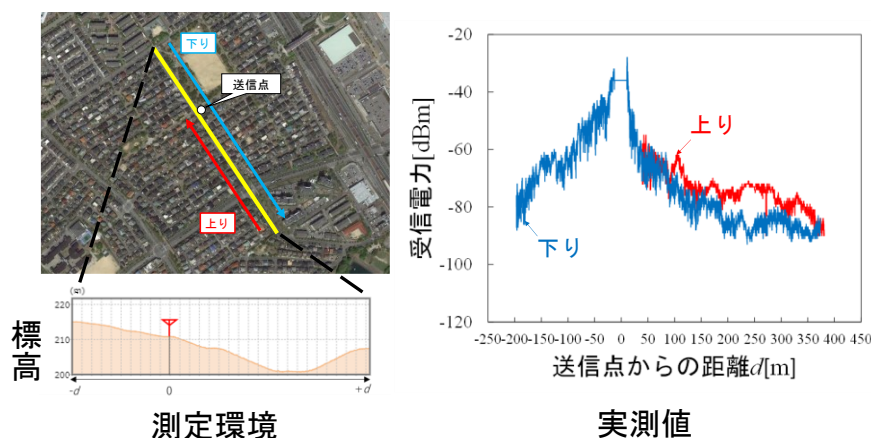 下り
送信点
上り
(m)
220
210
200
-d
0
+d
標高
測定環境
-20
-40
-60
-80
-100
-120
受信電力[dBm]
上り
下り
-250-200-150-100 -50 0 50 100 150 200 250 300 350 400 450
送信点からの距離d[m]
実測値